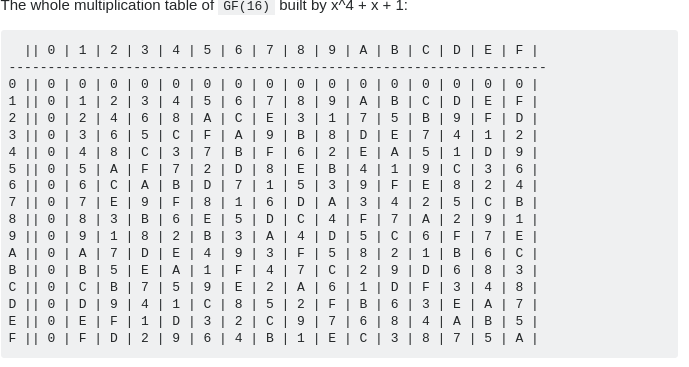 The whole multiplication table of GF(16) built by x^4 + x + 1:
|| 0 | 1 | 2 | 3 | 4 | 5 | 6 | 7 | 8 | 9 | A | B | C | D | E | F |
---------------------------------------------------------------------
0 || 0 | 0 | 0 | 0 | 0 | 0 | 0 | 0 | 0 | 0 | 0 | 0 | 0 | 0 | 0 | 0 |
1 || 0 | 1 | 2 | 3 | 4 | 5 | 6 | 7 | 8 | 9 | A | B | C | D | E | F |
2 || 0 | 2 | 4 | 6 | 8 | A | C | E | 3 | 1 | 7 | 5 | B | 9 | F | D |
3 || 0 | 3 | 6 | 5 | C | F | A | 9 | B | 8 | D | E | 7 | 4 | 1 | 2 |
4 || 0 | 4 | 8 | C | 3 | 7 | B | F | 6 | 2 | E | A | 5 | 1 | D | 9 |
5 || 0 | 5 | A | F | 7 | 2 | D | 8 | E | B | 4 | 1 | 9 | C | 3 | 6 |
6 || 0 | 6 | C | A | B | D | 7 | 1 | 5 | 3 | 9 | F | E | 8 | 2 | 4 |
7 || 0 | 7 | E | 9 | F | 8 | 1 | 6 | D | A | 3 | 4 | 2 | 5 | C | B |
8 || 0 | 8 | 3 | B | 6 | E | 5 | D | C | 4 | F | 7 | A | 2 | 9 | 1 |
9 || 0 | 9 | 1 | 8 | 2 | B | 3 | A | 4 | D | 5 | C | 6 | F | 7 | E |
A || 0 | A | 7 | D | E | 4 | 9 | 3 | F | 5 | 8 | 2 | 1 | B | 6 | C |
B || 0 | B | 5 | E | A | 1 | F | 4 | 7 | C | 2 | 9 | D | 6 | 8 | 3 |
C || 0 | C | B | 7 | 5 | 9 | E | 2 | A | 6 | 1 | D | F | 3 | 4 | 8 |
D || 0 | D | 9 | 4 | 1 | C | 8 | 5 | 2 | F | B | 6 | 3 | E | A | 7 |
E || 0 | E | F | 1 | D | 3 | 2 | C | 9 | 7 | 6 | 8 | 4 | A | B | 5 |
F || 0 | F | D | 2 | 9 | 6 | 4 | B | 1 | E | C | 3 | 8 | 7 | 5 | A |